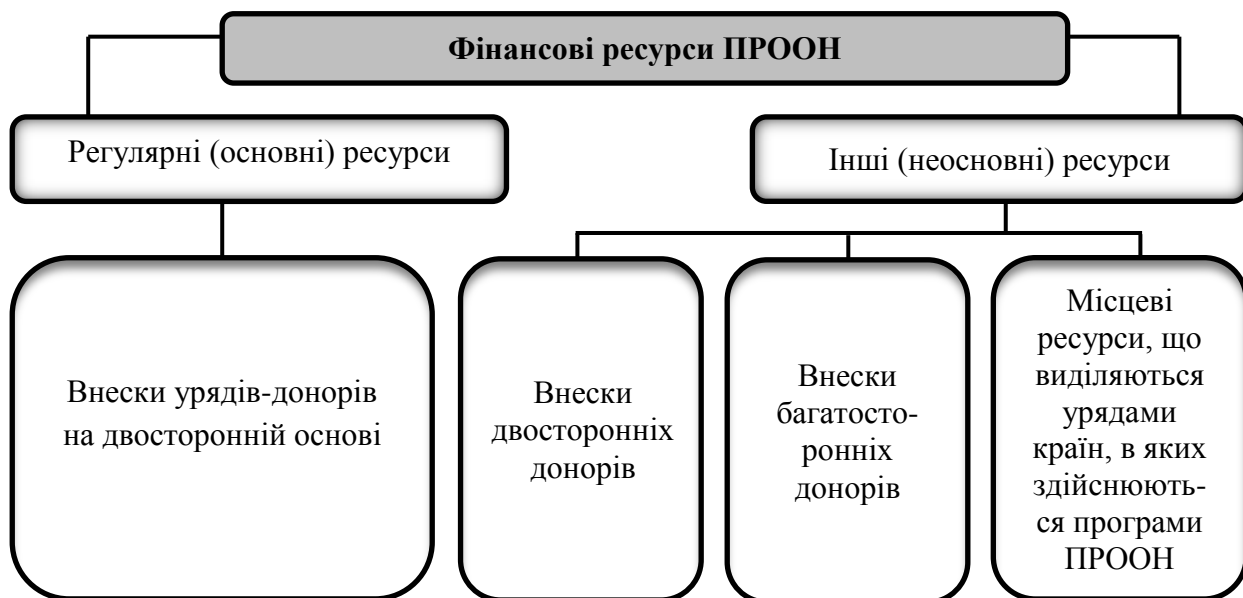 Фінансові ресурси ПРООН
Регулярні (основні) ресурси
Інші (неосновні) ресурси
Внески урядів-донорів
на двосторонній основі
Внески
двосторонніх
донорів
Внески
багатосто-
ронніх
донорів
Місцеві
ресурси, що
виділяються
урядами
країн, в яких
здійснюють-
ся програми
ПРООН